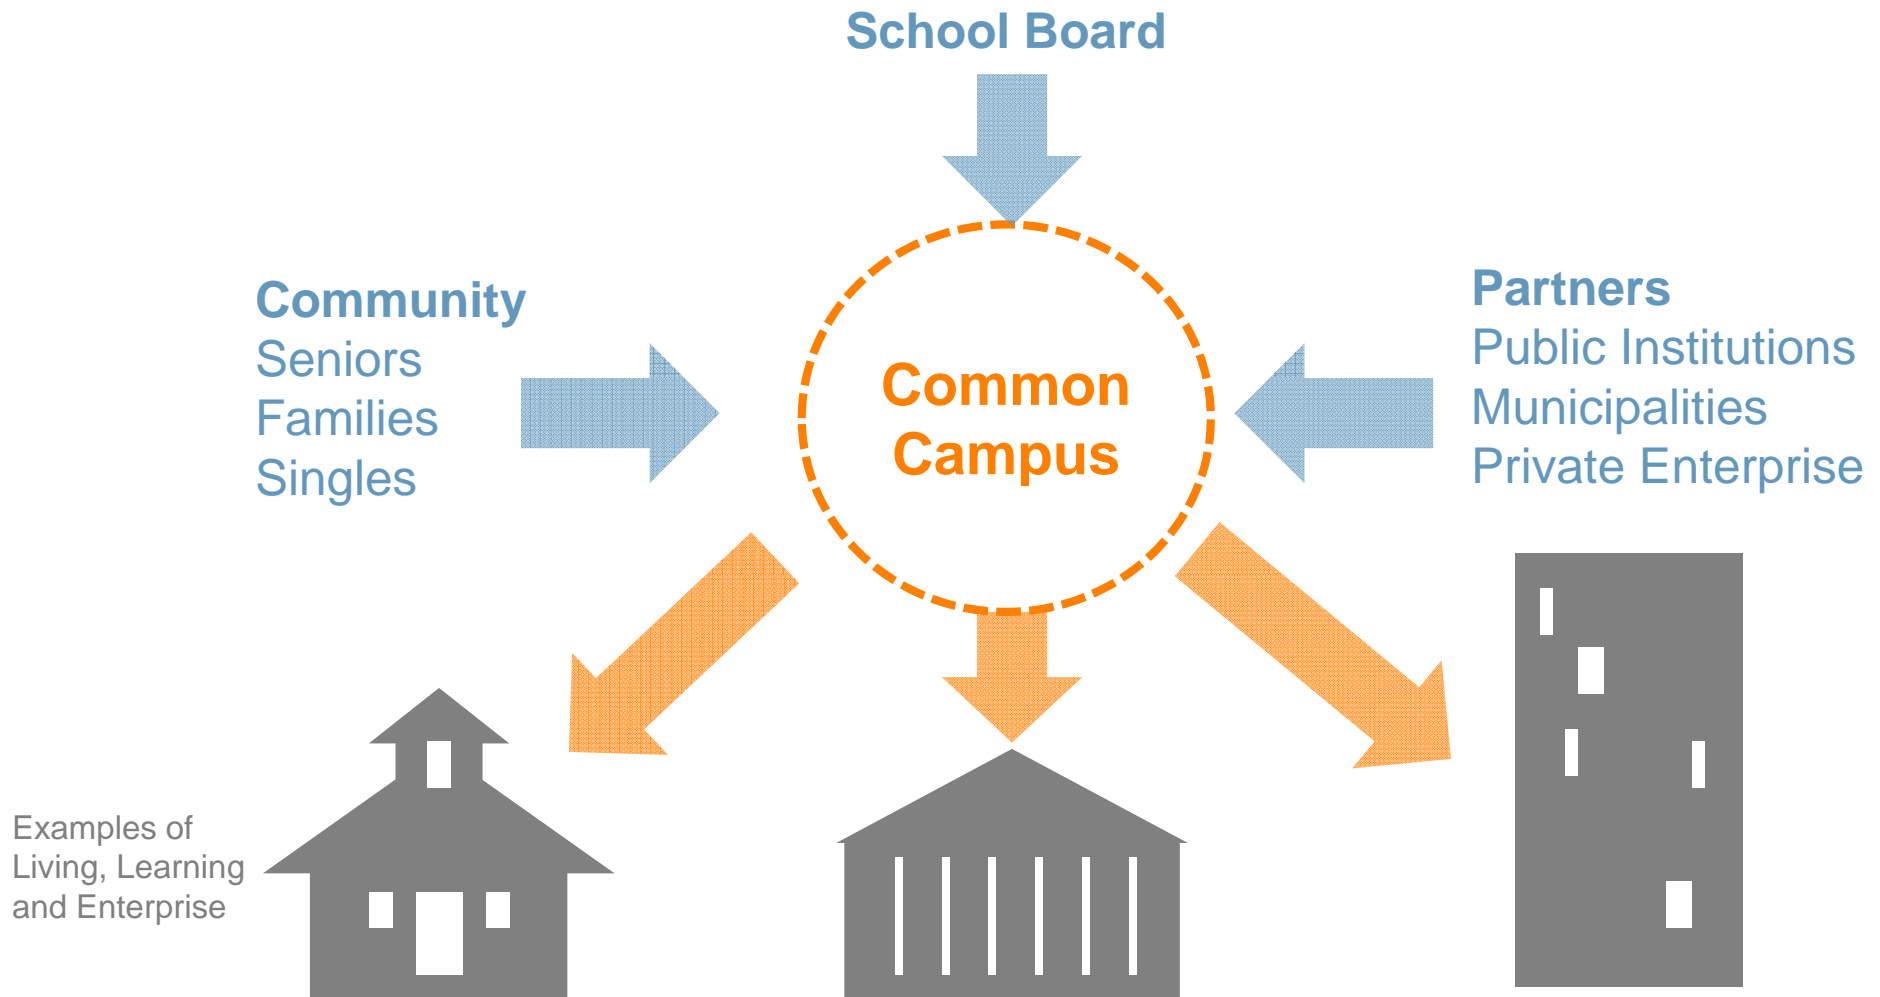 School Board
Community
Seniors
Families
Singles
Common
Campus
Partners
Public Institutions
Municipalities
Private Enterprise
Examples of
Living, Learning
and Enterprise